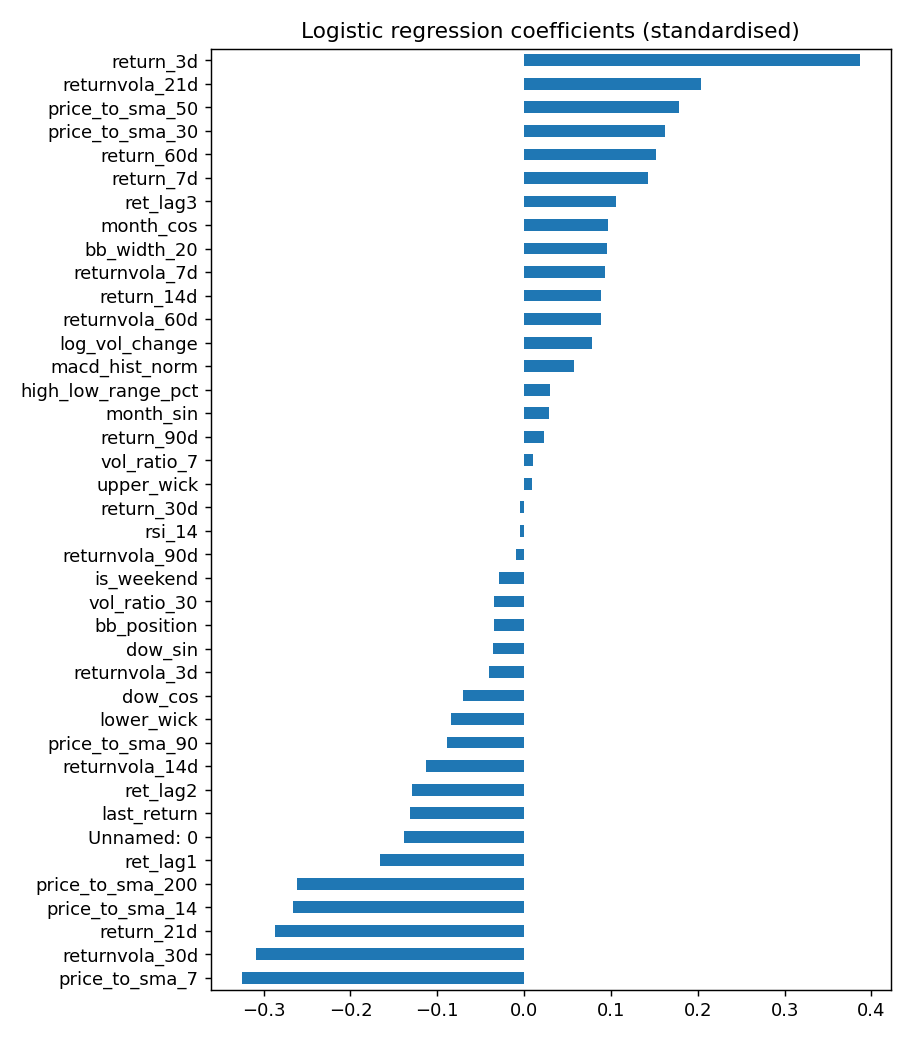 Logistic regression coefficients (standardised)
return_3d
returnvola_21d
price_to_sma_50
price_to_sma_30
return_60d
return_7d
ret_lag3
month_cos
bb_width_20
returnvola_7d
return_14d
returnvola_60d
log_vol_change
macd_hist_norm
high_low_range_pct
month_sin
return_90d
vol_ratio_7
upper_wick
return_30d
rsi_14
returnvola_90d
is_weekend
vol_ratio_30
bb_position
dow_sin
returnvola_3d
dow_cos
lower_wick
price_to_sma_90
returnvola_14d
ret_lag2
last_return
Unnamed: 0
ret_lag1
price_to_sma_200
price_to_sma_14
return_21d
returnvola_30d
price_to_sma_7
−0.3 −0.2 −0.1 0.0 0.1 0.2 0.3 0.4